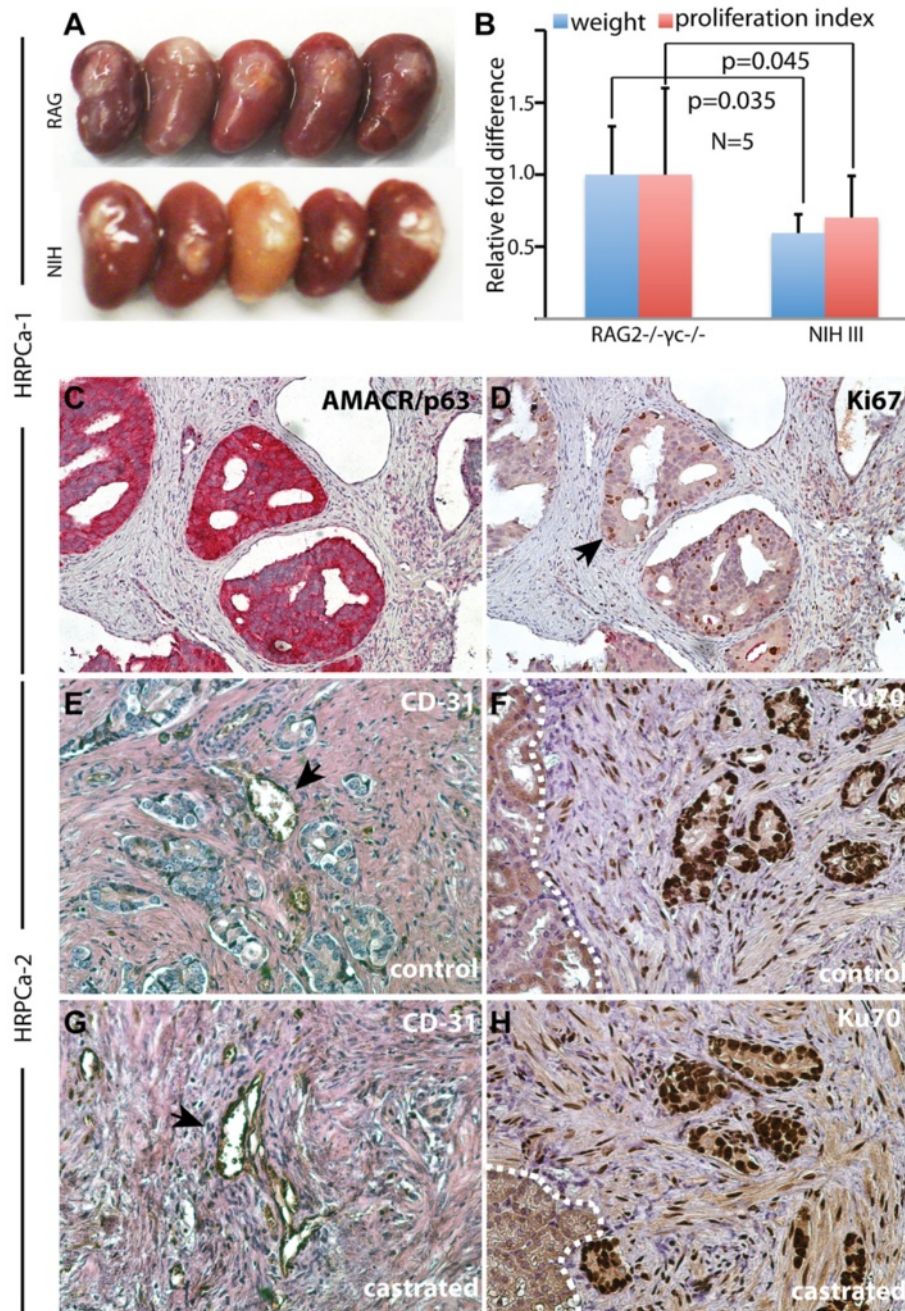 A
RAG
NIH
HRPCa-1
B
weight proliferation index
Relative fold difference
1.5
1.0
0.5
p=0.045
p=0.035
N=5
RAG2-/-γc-/-
NIH III
C
AMACR/p63
D
Ki67
E
CD-31
control
F
Ku70
control
HRPCa-2
G
CD-31
castrated
H
Ku70
castrated